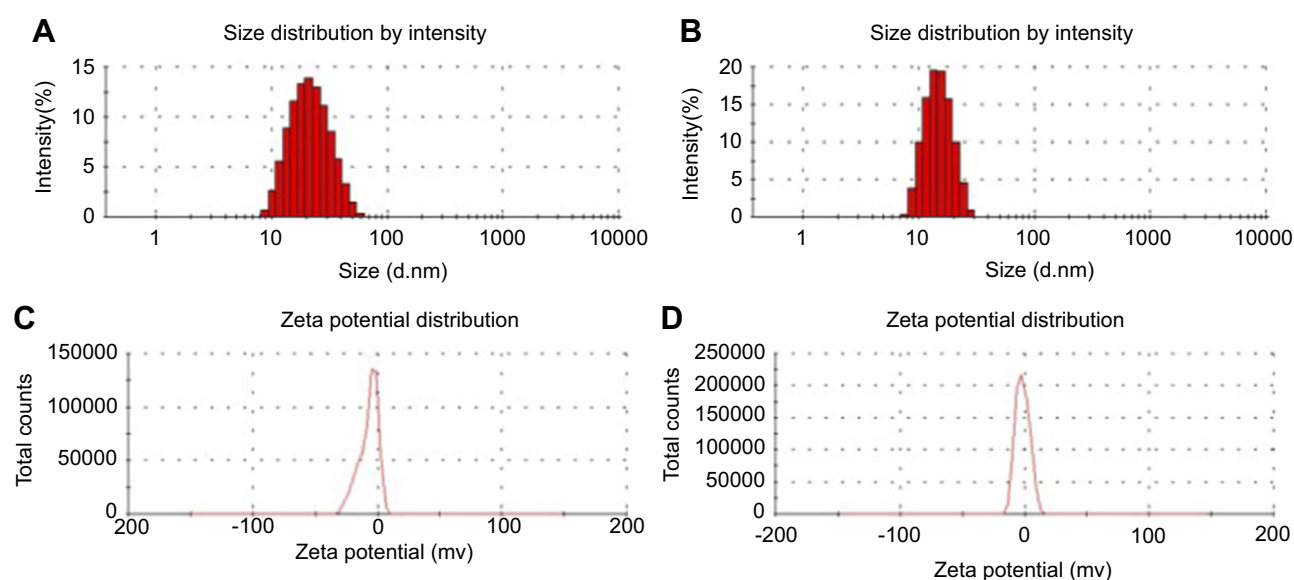 A
Size distribution by intensity
Intensity(%)
15
10
5
0
1 10 100 1000 10000
Size (d.nm)
B
Size distribution by intensity
Intensity(%)
20
15
10
5
0
1 10 100 1000 10000
Size (d.nm)
C
Zeta potential distribution
Total counts
150000
100000
50000
0
200 -100 0 100 200
Zeta potential (mv)
D
Zeta potential distribution
Total counts
250000
200000
150000
100000
50000
0
-200 -100 0 100 200
Zeta potential (mv)